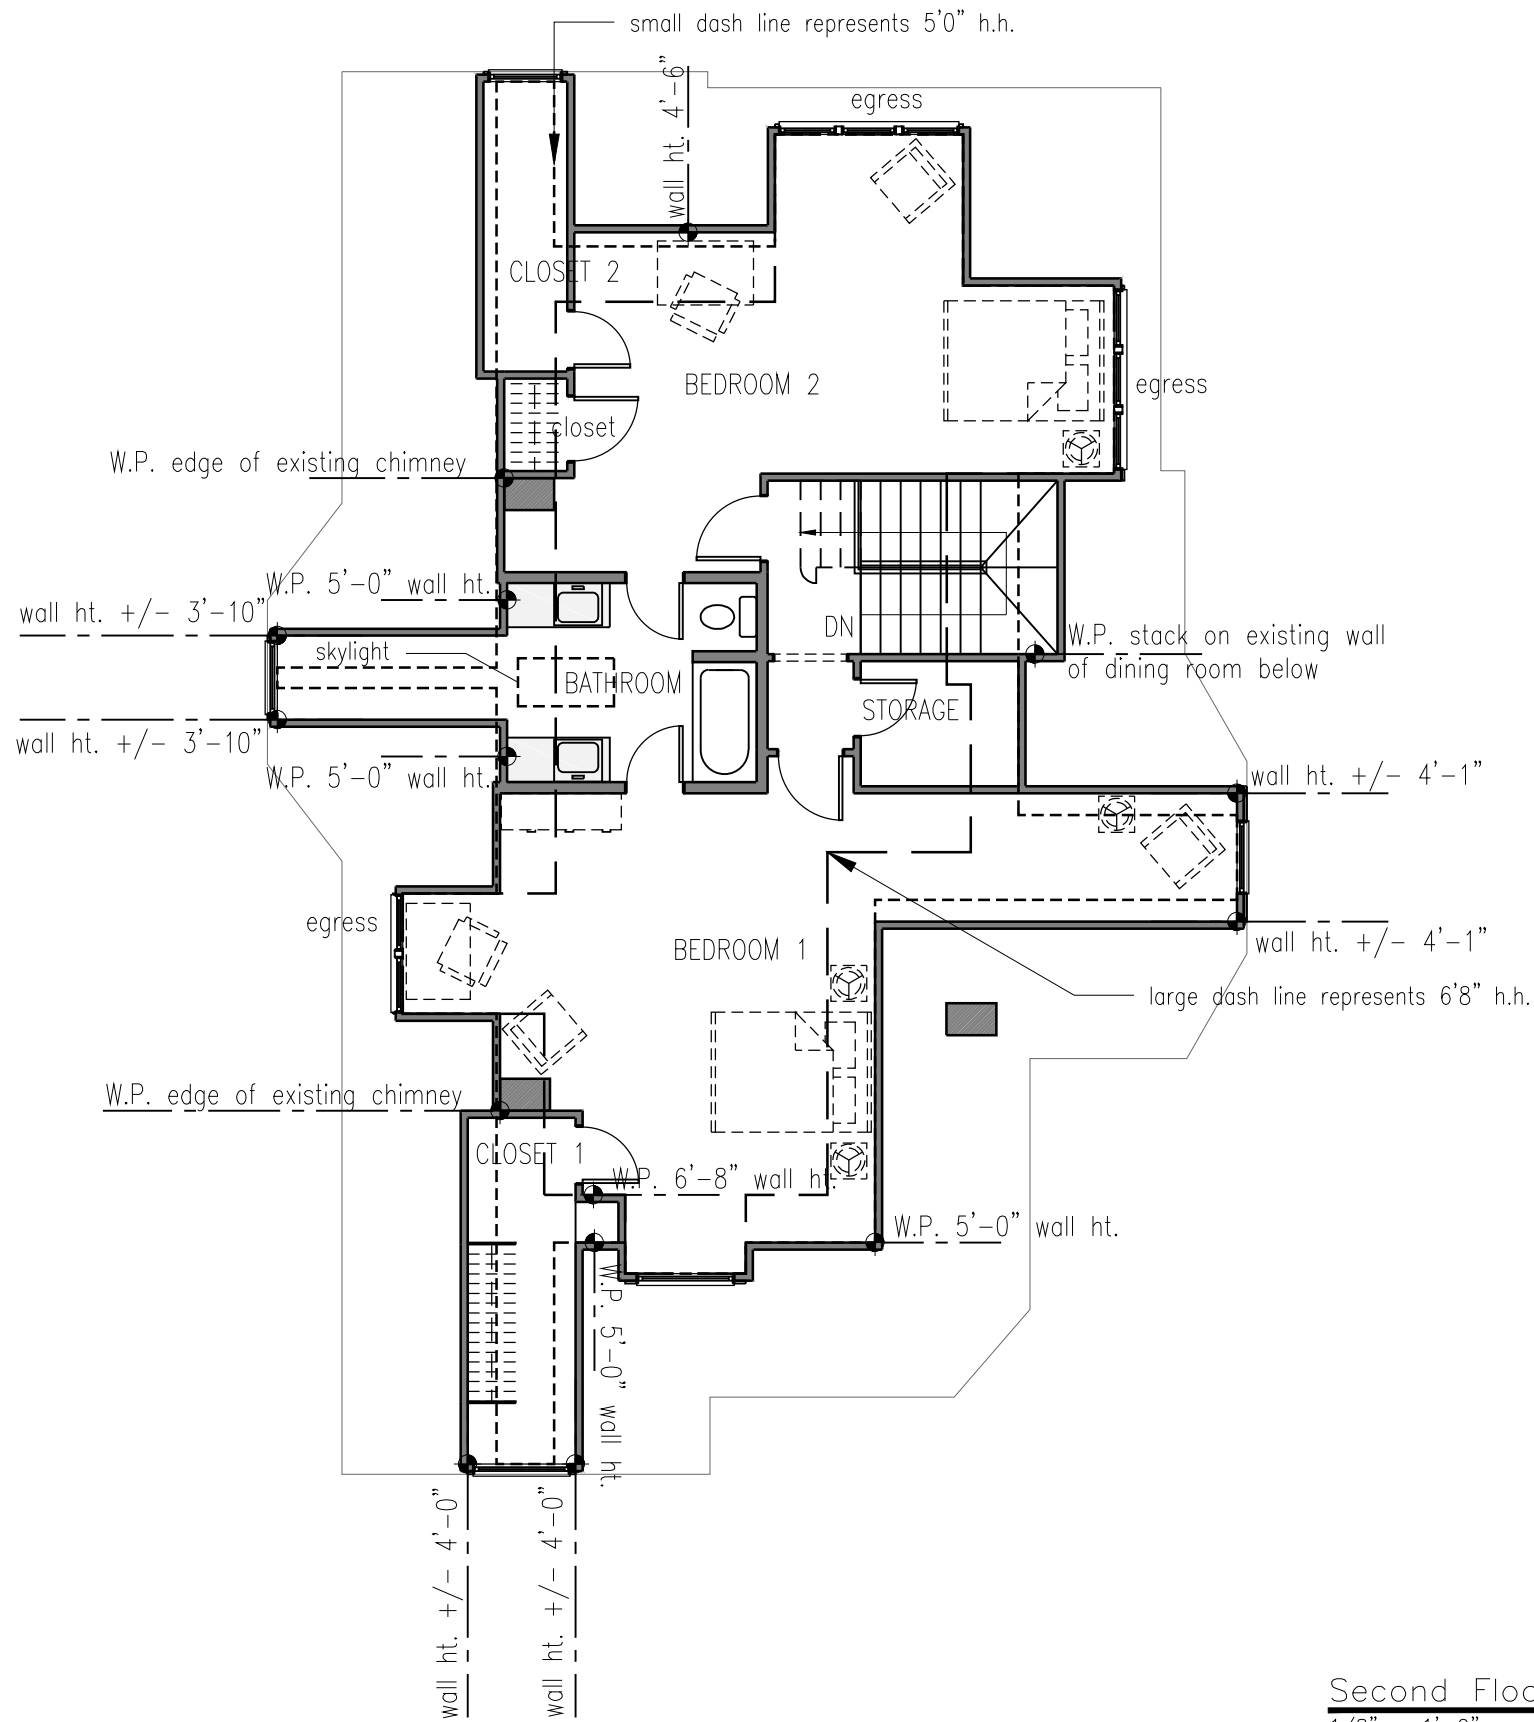 small dash line represents 5'0" h.h.
wall ht. 4'-6"
egress
CLOSET 2
BEDROOM 2
egress
closet
W.P. edge of existing chimney
W.P. 5'-0" wall ht.
wall ht. +/- 3'-10"
skylight
DN
W.P. stack on existing wall
of dining room below
BATHROOM
STORAGE
wall ht. +/- 3'-10"
W.P. 5'-0" wall ht.
wall ht. +/- 4'-1"
egress
BEDROOM 1
wall ht. +/- 4'-1"
large dash line represents 6'8" h.h.
W.P. edge of existing chimney
CLOSET 1
W.P. 6'-8" wall ht.
W.P. 5'-0" wall ht.
W.P. 5'-0" wall ht.
wall ht. +/- 4'-0"
wall ht. +/- 4'-0"
Second